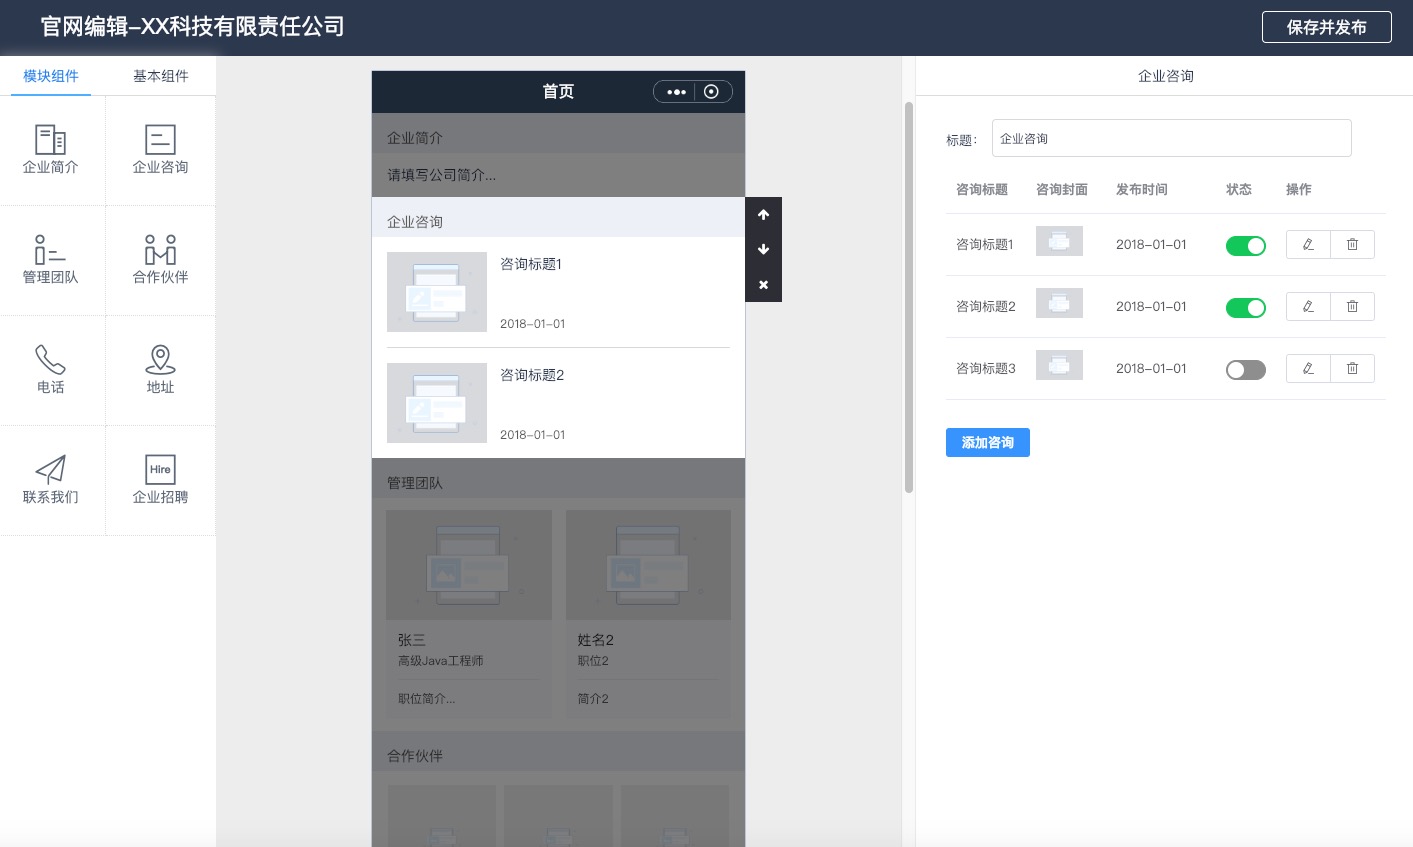 官网编辑-XX科技有限责任公司
保存并发布
模块组件
基本组件
企业简介
企业咨询
管理团队
合作伙伴
电话
地址
联系我们
Hire
企业招聘
首页
企业简介
请填写公司简介...
企业咨询
咨询标题1
2018-01-01
咨询标题2
2018-01-01
管理团队
张三
高级Java工程师
职位简介...
姓名2
职位2
简介2
合作伙伴
企业咨询
标题: 企业咨询
咨询标题 咨询封面 发布时间 状态 操作
咨询标题1 2018-01-01
咨询标题2 2018-01-01
咨询标题3 2018-01-01
添加咨询